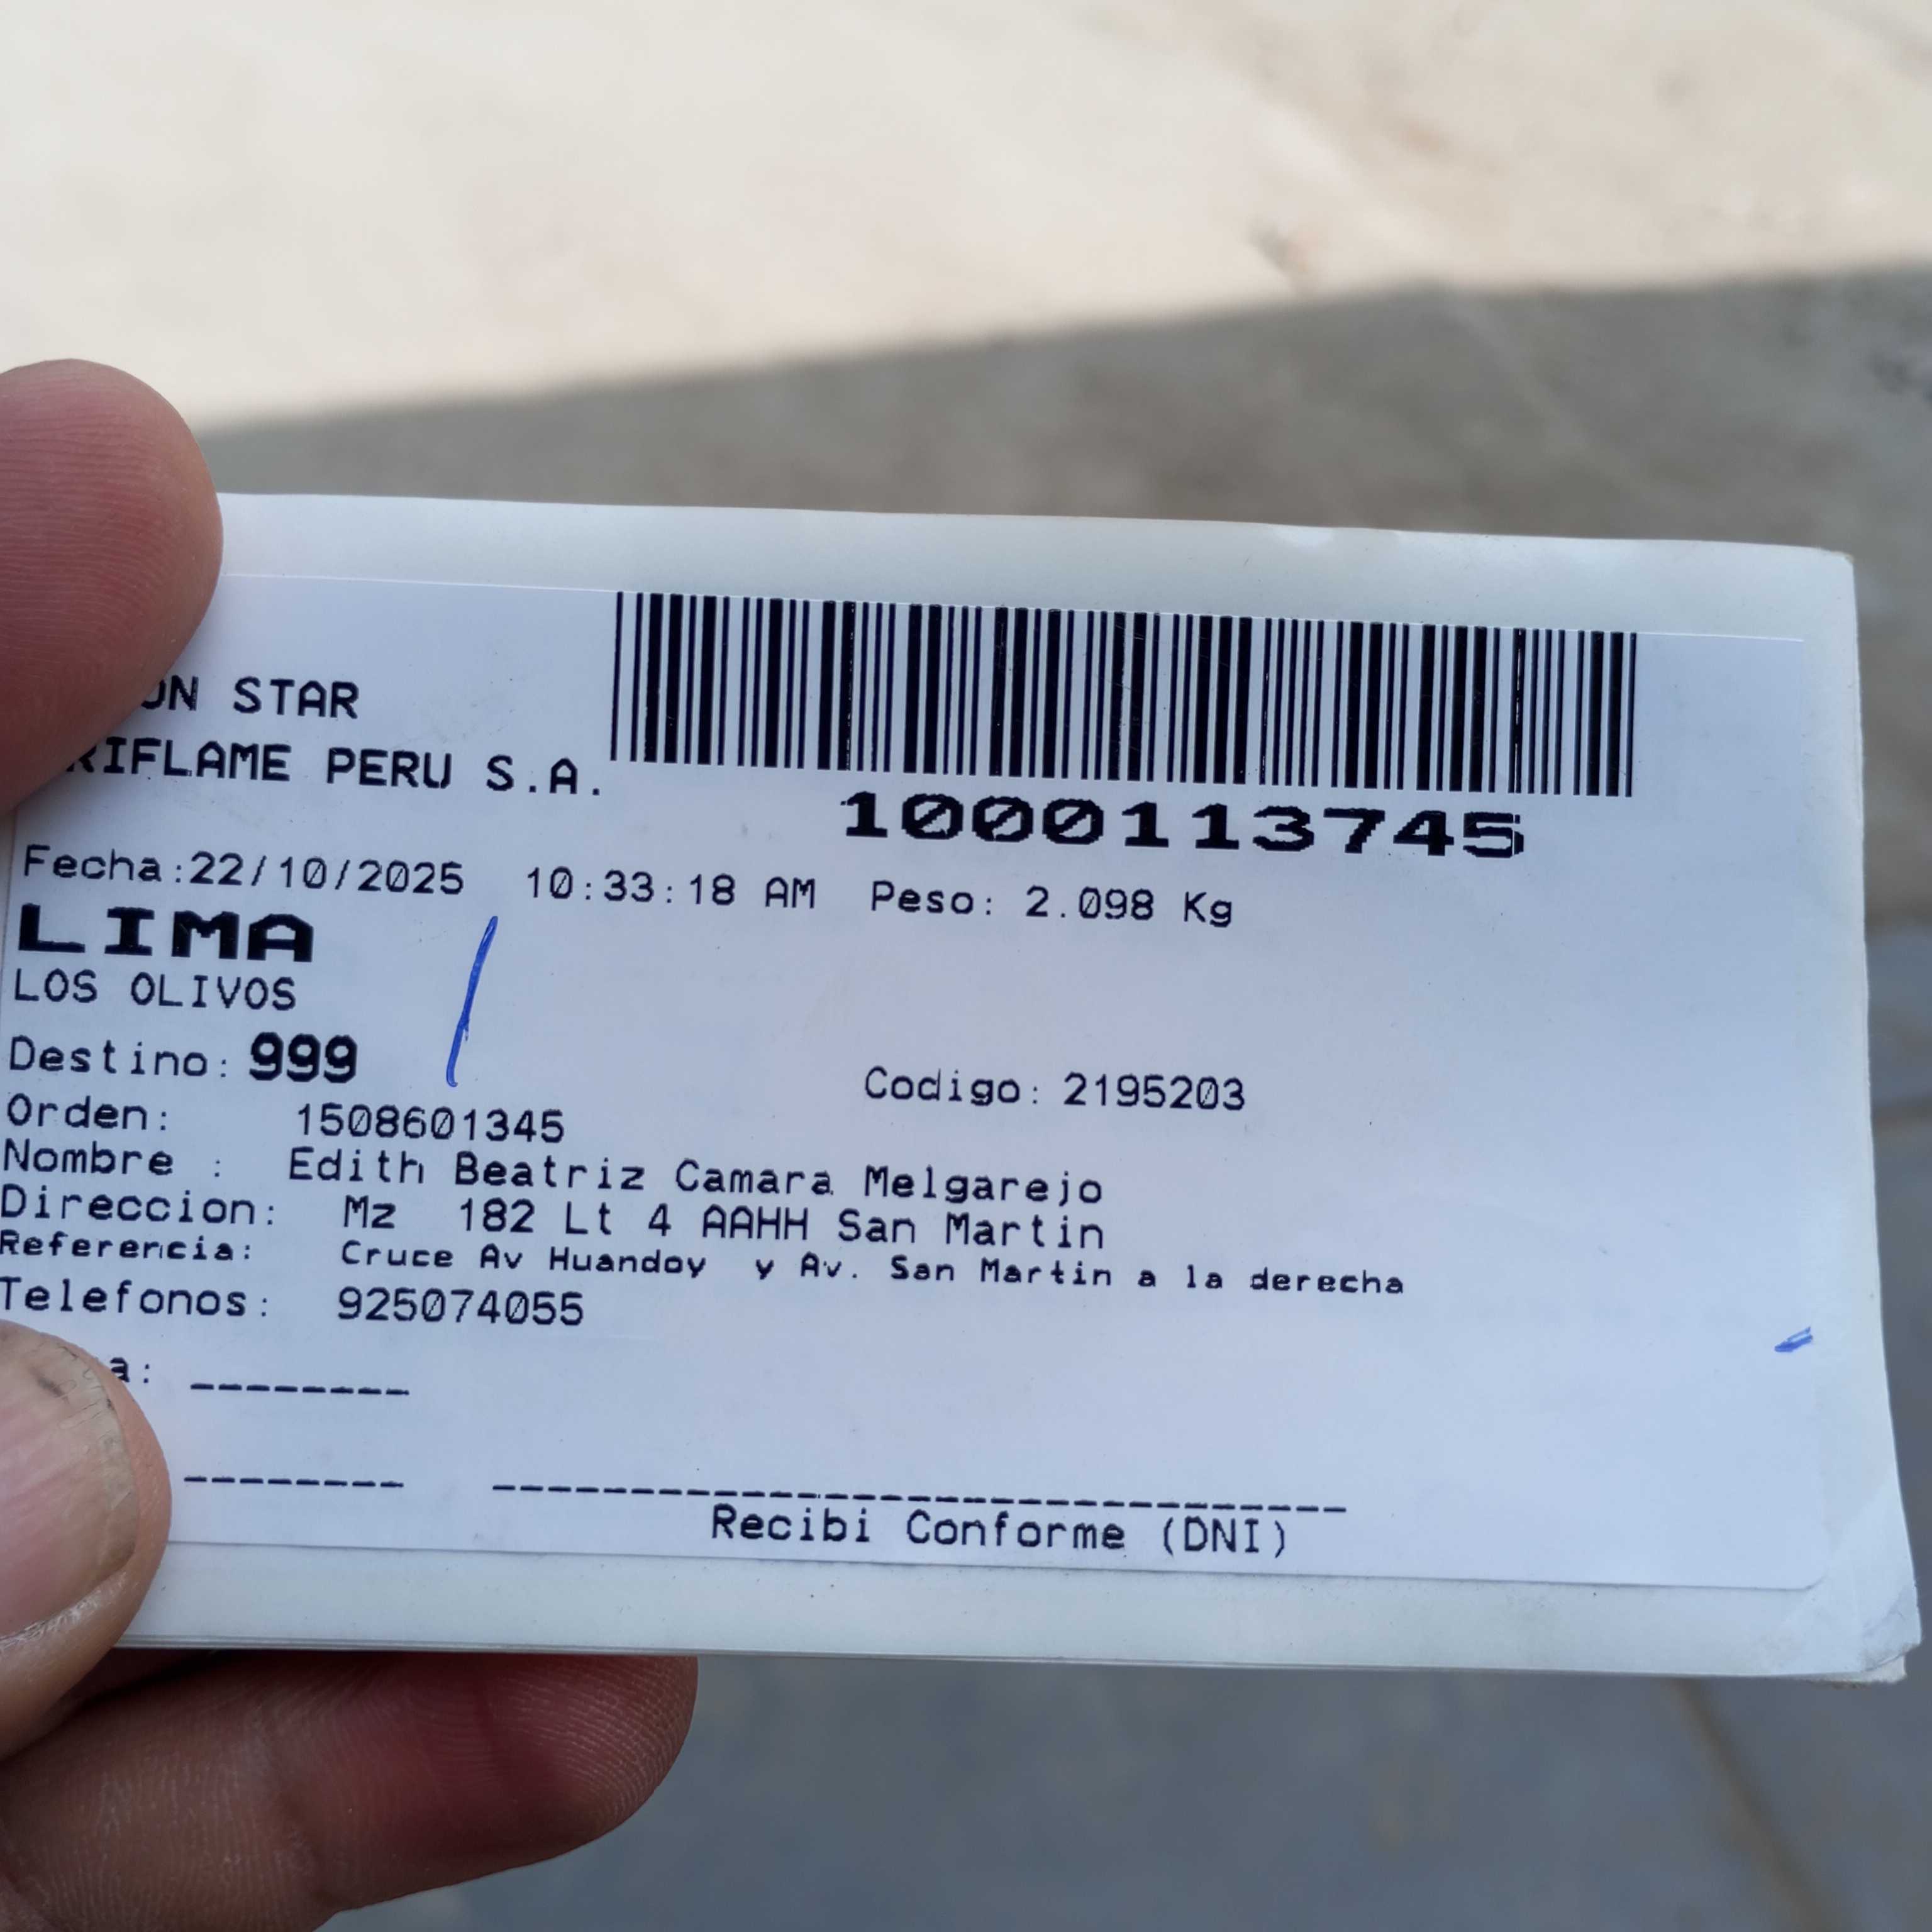 STAR
RIFLAME PERU S.A.
1000113745
Fecha:22/10/2025 10:33:18 AM Peso: 2.098 Kg
LIMA
LOS OLIVOS
Destino: 999
Codigo: 2195203
Orden: 1508601345
Nombre : Edith Beatriz Camara Melgarejo
Direccion: Mz 182 Lt 4 AAHH San Martin
Referencia: Cruce Av Huandoy y Av. San Martin a la derecha
Telefonos: 925074055
Recibi Conforme (DNI)